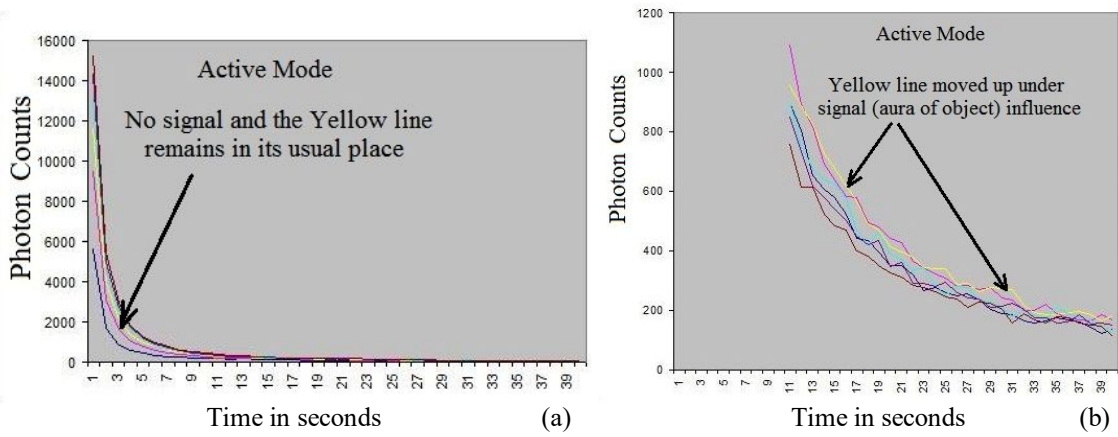 16000
14000
12000
10000
8000
6000
4000
2000
0
Photon Counts
Active Mode
No signal and the Yellow line
remains in its usual place
1 3 5 7 9 11 13 15 17 19 21 23 25 27 29 31 33 35 37 39
Time in seconds
(a)
1200
1000
800
600
400
200
0
Photon Counts
Active Mode
Yellow line moved up under
signal (aura of object) influence
1 3 5 7 9 11 13 15 17 19 21 23 25 27 29 31 33 35 37 39
Time in seconds
(b)